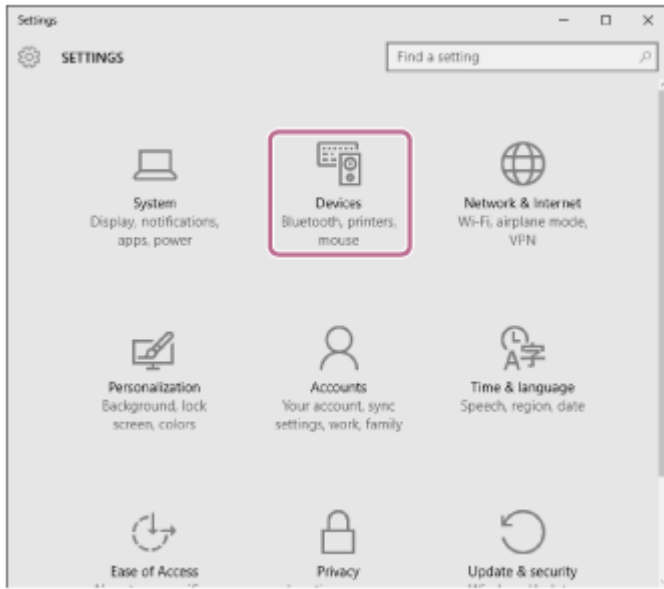 Settings
SETTINGS
Find a setting
System
Display, notifications,
apps, power
Devices
Bluetooth, printers,
mouse
Network & Internet
Wi-Fi, airplane mode,
VPN
Personalization
Background, lock
screen, colors
Accounts
Your account, sync
settings, work, family
Time & language
Speech, region, date
Ease of Access
Privacy
Update & security